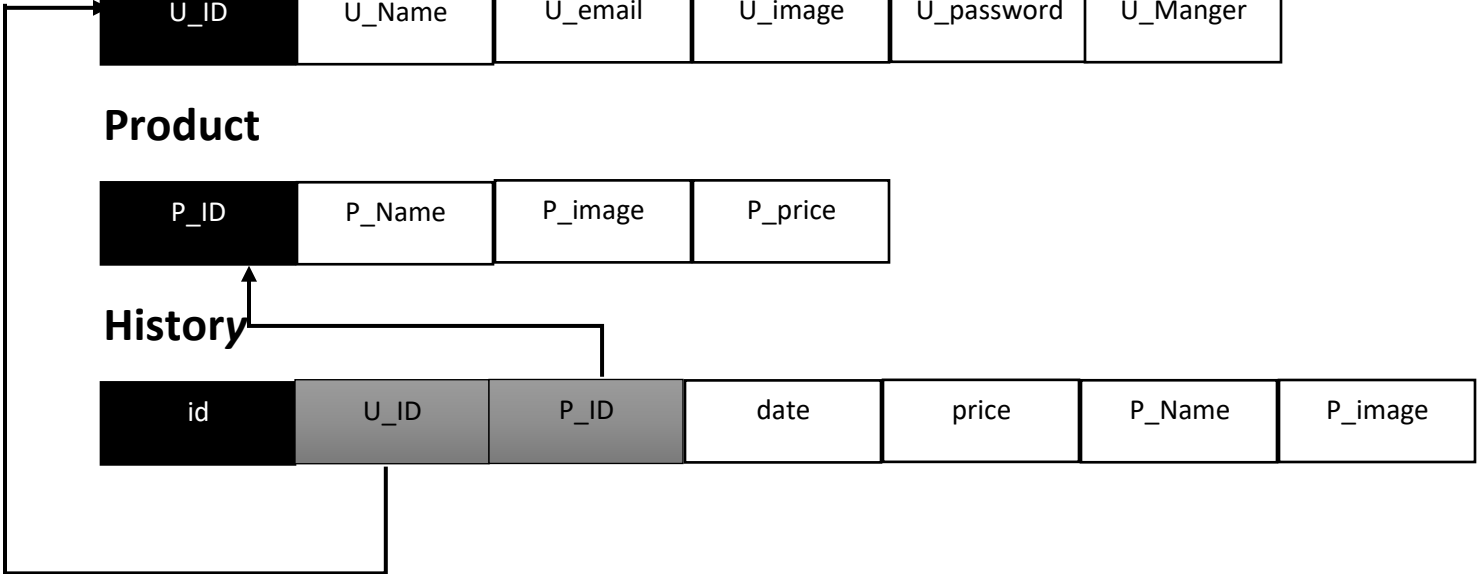 U_ID U_Name U_email U_image U_password U_Manger
Product
P_ID P_Name P_image P_price
History
id U_ID P_ID date price P_Name P_image